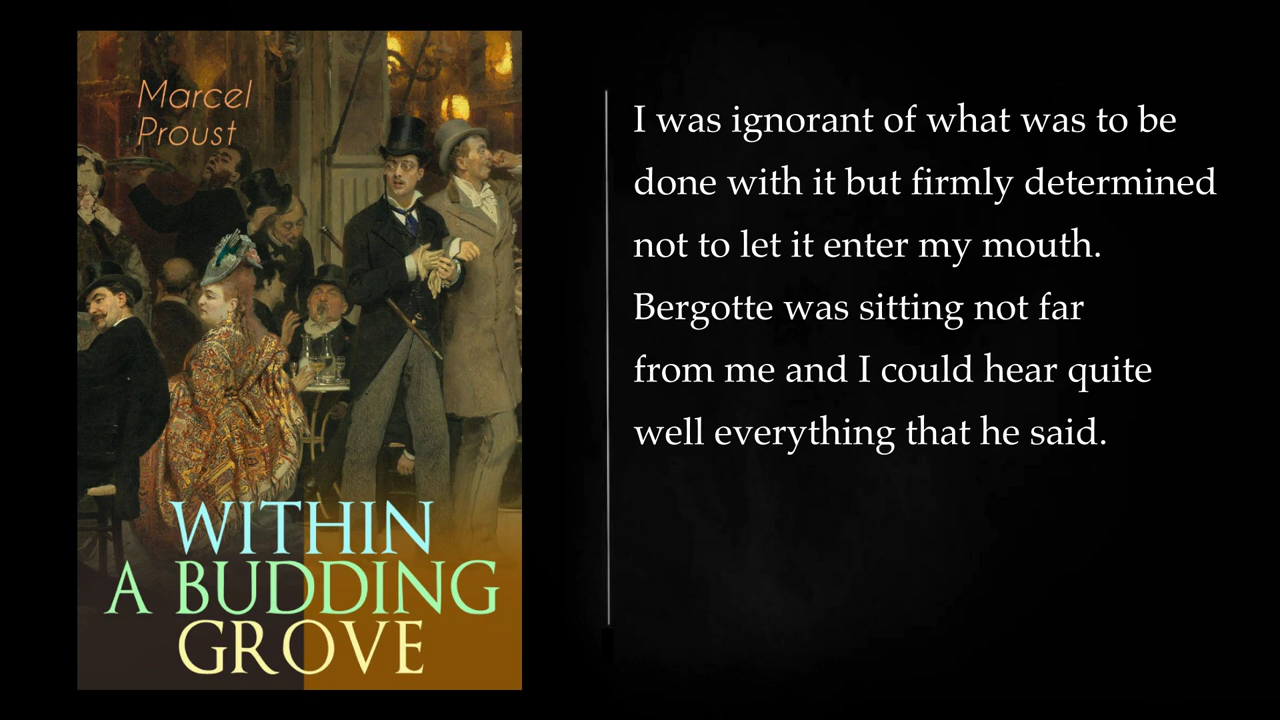 Marcel
Proust
WITHIN
A BUDDING
GROVE
I was ignorant of what was to be
done with it but firmly determined
not to let it enter my mouth.
Bergotte was sitting not far
from me and I could hear quite
well everything that he said.